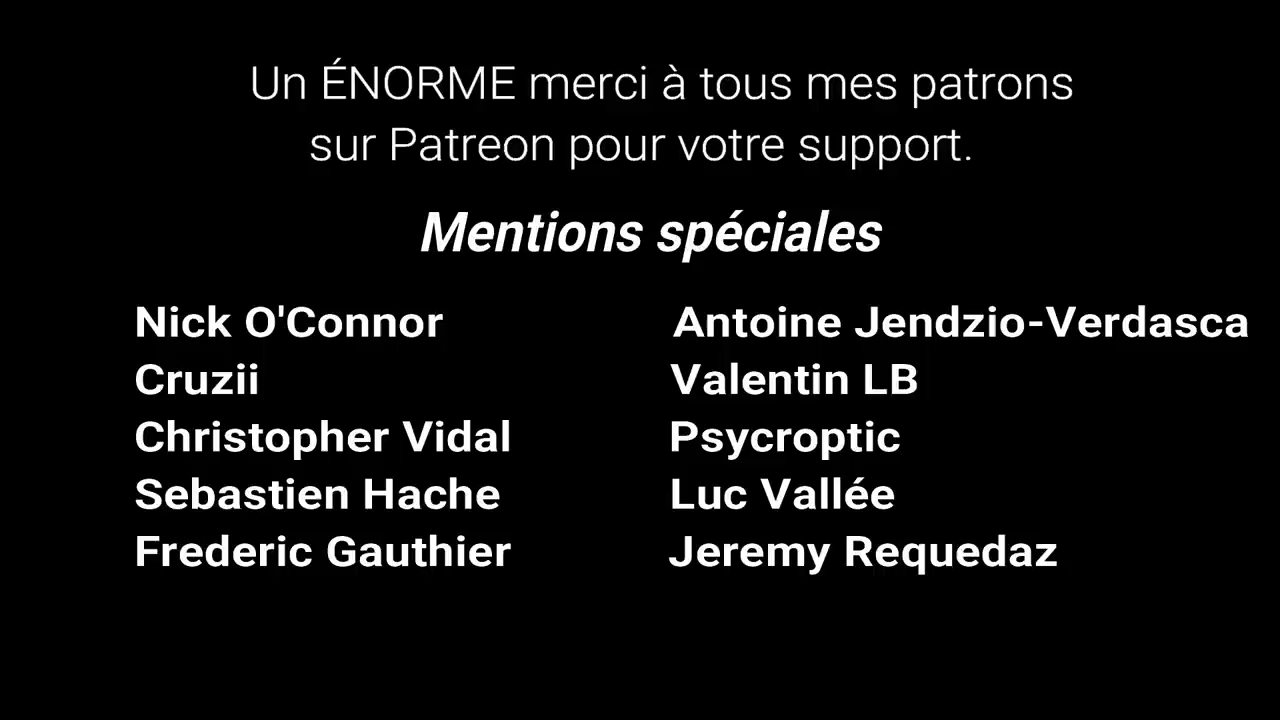 Un ÉNORME merci à tous mes patrons
sur Patreon pour votre support.
Mentions spéciales
Nick O'Connor
Cruzii
Christopher Vidal
Sebastien Hache
Frederic Gauthier
Antoine Jendzio-Verdasca
Valentin LB
Psycroptic
Luc Vallée
Jeremy Requedaz